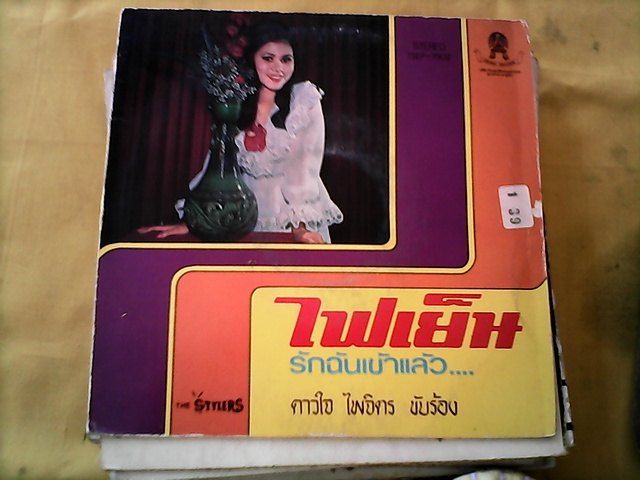 STEREO
1 39
ไฟเย็น
รักฉันเข้าแล้ว....
THE STYLERS
ดาวใจ ไพจิตร ขับร้อง